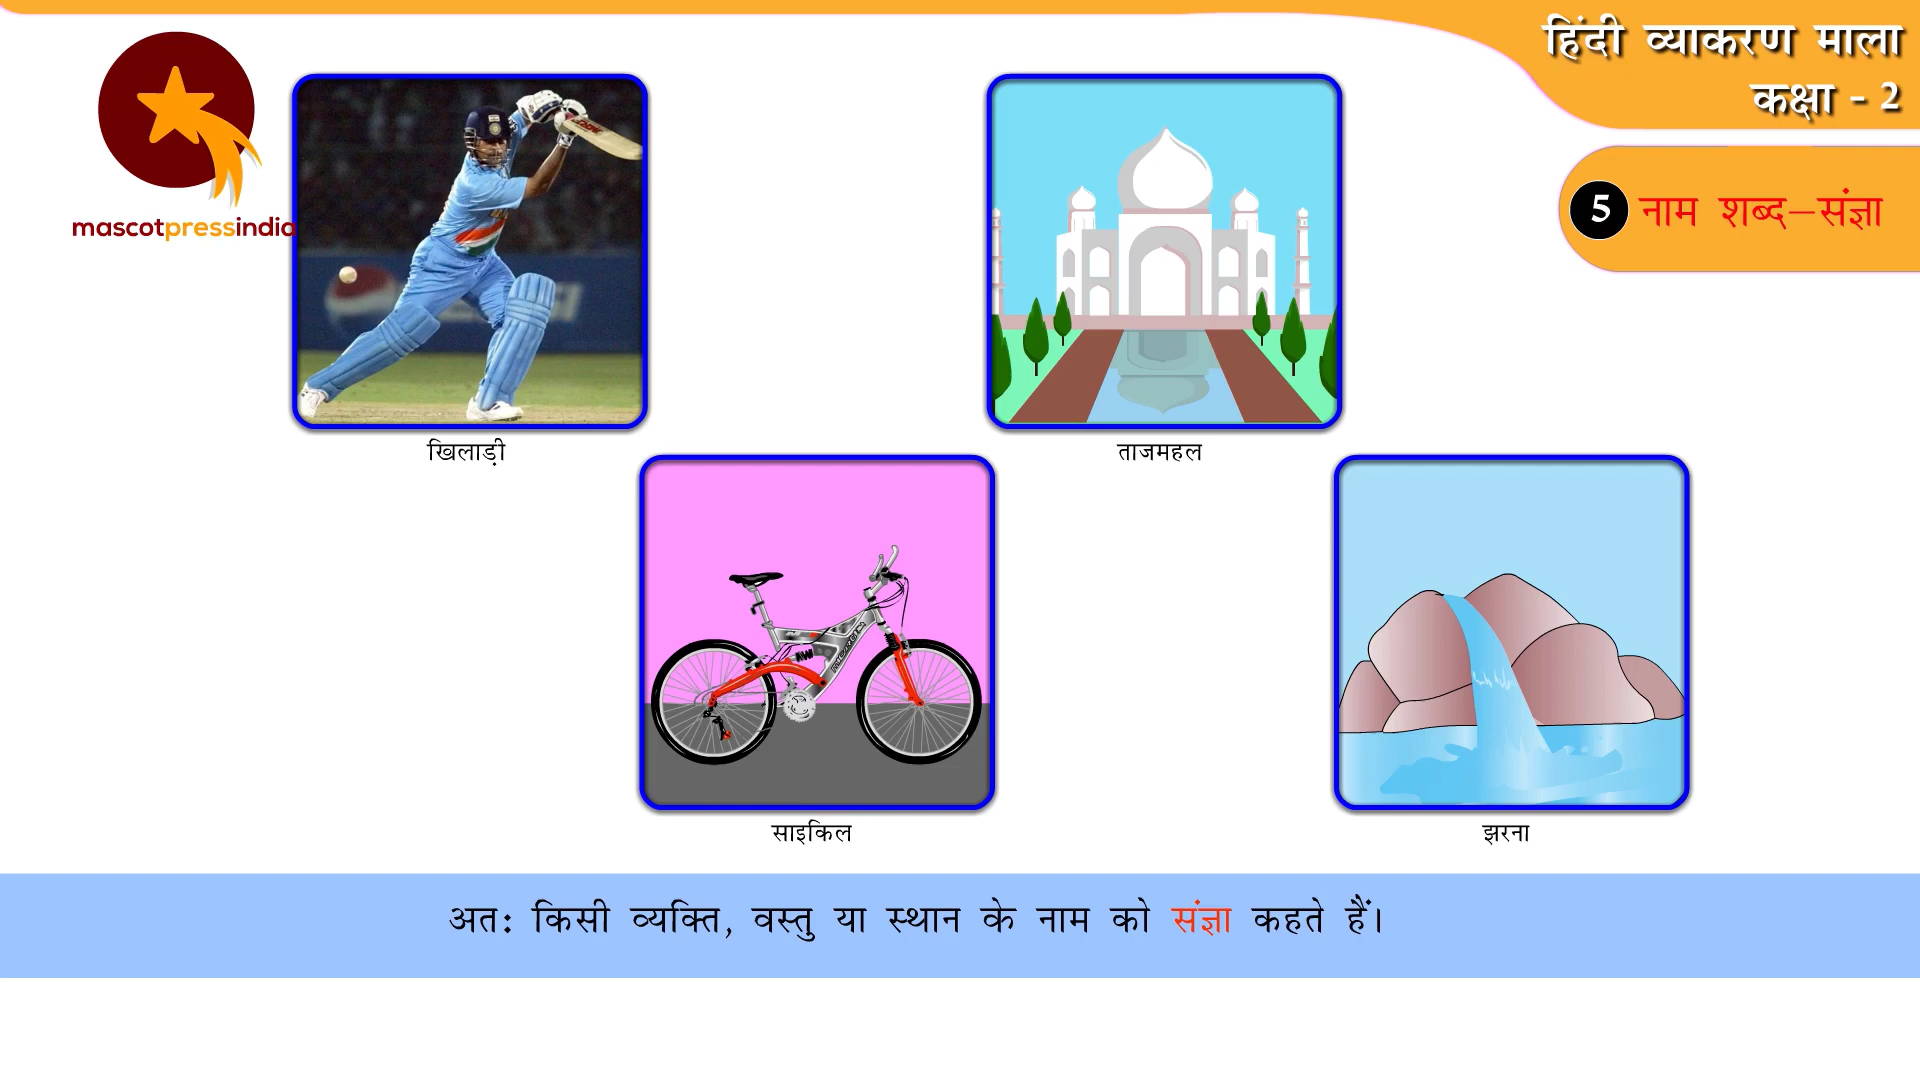 हिंदी व्याकरण माला
कक्षा - 2
5 नाम शब्द–संज्ञा
mascotpressindia
खिलाड़ी
ताजमहल
साइकिल
झरना
अत: किसी व्यक्ति, वस्तु या स्थान के नाम को संज्ञा कहते हैं।